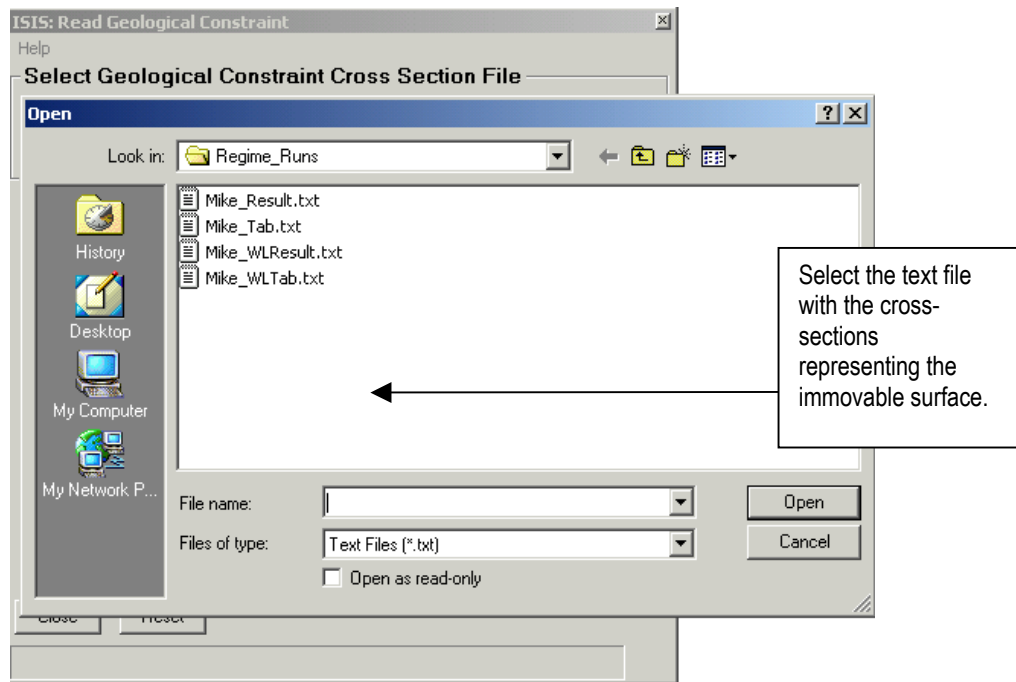 ISIS: Read Geological Constraint
Help
Select Geological Constraint Cross Section File
Open
Look in:
Regime_Runs
History
Desktop
My Computer
My Network P...
Mike_Result.txt
Mike_Tab.txt
Mike_WLResult.txt
Mike_WLTab.txt
Select the text file
with the cross-
sections
representing the
immovable surface.
File name:
Open
Files of type:
Text Files (*.txt)
Cancel
Open as read-only
Close
Reset